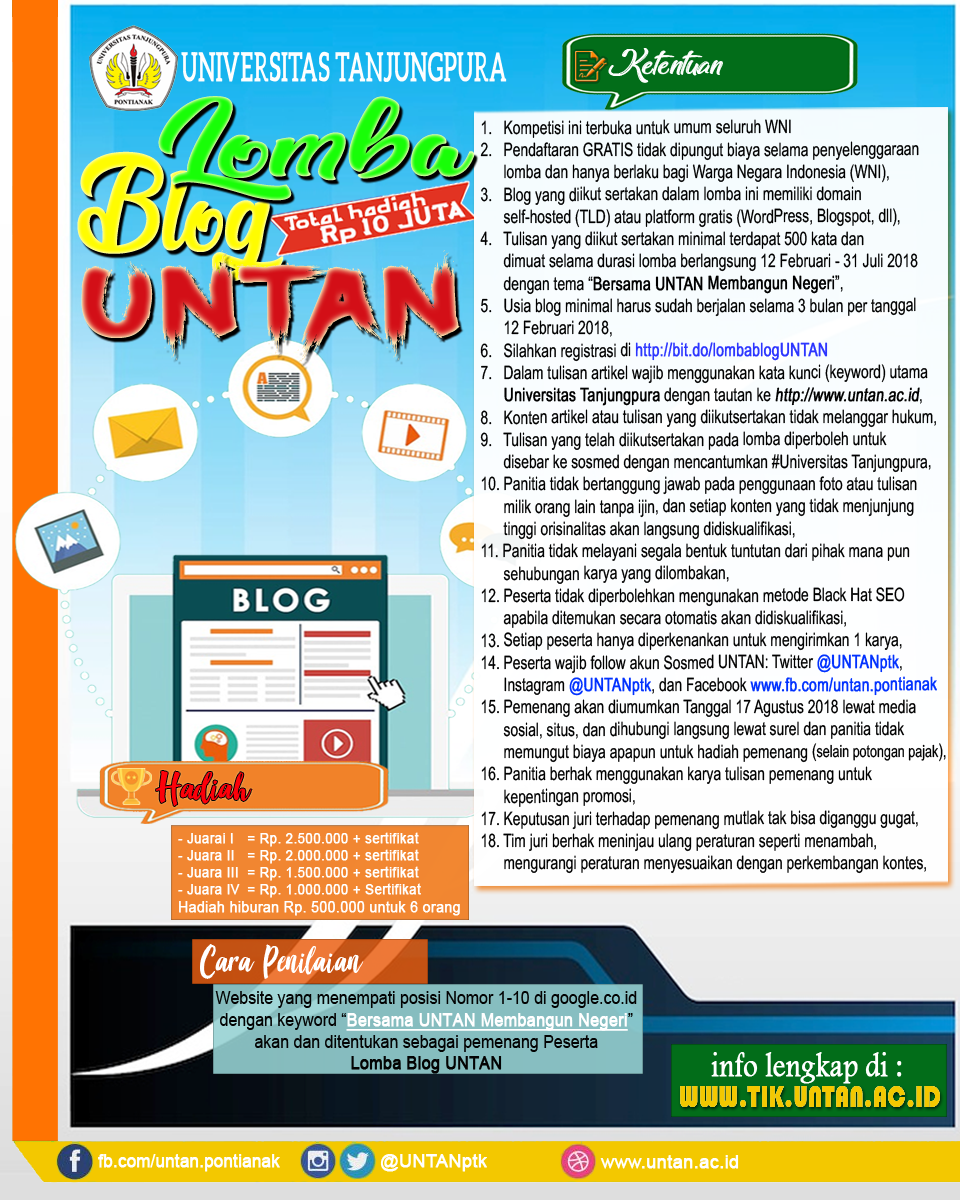 UNIVERSITAS TANJUNGPURA
PONTIANAK
UNIVERSITAS TANJUNGPURA
Lomba
Blog
Total hadiah
Rp 10 JUTA
UNTAN
A
BLOG
Ketentuan
1. Kompetisi ini terbuka untuk umum seluruh WNI
2. Pendaftaran GRATIS tidak dipungut biaya selama penyelenggaraan
lomba dan hanya berlaku bagi Warga Negara Indonesia (WNI),
3. Blog yang diikut sertakan dalam lomba ini memiliki domain
self-hosted (TLD) atau platform gratis (WordPress, Blogspot, dll),
4. Tulisan yang diikut sertakan minimal terdapat 500 kata dan
dimuat selama durasi lomba berlangsung 12 Februari - 31 Juli 2018
dengan tema “Bersama UNTAN Membangun Negeri”,
5. Usia blog minimal harus sudah berjalan selama 3 bulan per tanggal
12 Februari 2018,
6. Silahkan registrasi di http://bit.do/lombablogUNTAN
7. Dalam tulisan artikel wajib menggunakan kata kunci (keyword) utama
Universitas Tanjungpura dengan tautan ke http://www.untan.ac.id,
8. Konten artikel atau tulisan yang diikutsertakan tidak melanggar hukum,
9. Tulisan yang telah diikutsertakan pada lomba diperboleh untuk
disebar ke sosmed dengan mencantumkan #Universitas Tanjungpura,
10. Panitia tidak bertanggung jawab pada penggunaan foto atau tulisan
milik orang lain tanpa ijin, dan setiap konten yang tidak menjunjung
tinggi orisinalitas akan langsung didiskualifikasi,
11. Panitia tidak melayani segala bentuk tuntutan dari pihak mana pun
sehubungan karya yang dilombakan,
12. Peserta tidak diperbolehkan mengunakan metode Black Hat SEO
apabila ditemukan secara otomatis akan didiskualifikasi,
13. Setiap peserta hanya diperkenankan untuk mengirimkan 1 karya,
14. Peserta wajib follow akun Sosmed UNTAN: Twitter @UNTANptk,
Instagram @UNTANptk, dan Facebook www.fb.com/untan.pontianak
15. Pemenang akan diumumkan Tanggal 17 Agustus 2018 lewat media
sosial, situs, dan dihubungi langsung lewat surel dan panitia tidak
memungut biaya apapun untuk hadiah pemenang (selain potongan pajak),
16. Panitia berhak menggunakan karya tulisan pemenang untuk
kepentingan promosi,
17. Keputusan juri terhadap pemenang mutlak tak bisa diganggu gugat,
18. Tim juri berhak meninjau ulang peraturan seperti menambah,
mengurangi peraturan menyesuaikan dengan perkembangan kontes,
Hadiah
- Juarai I = Rp. 2.500.000 + sertifikat
- Juara II = Rp. 2.000.000 + sertifikat
- Juara III = Rp. 1.500.000 + sertifikat
- Juara IV = Rp. 1.000.000 + Sertifikat
Hadiah hiburan Rp. 500.000 untuk 6 orang
Cara Penilaian
Website yang menempati posisi Nomor 1-10 di google.co.id
dengan keyword “Bersama UNTAN Membangun Negeri”
akan dan ditentukan sebagai pemenang Peserta
Lomba Blog UNTAN
info lengkap di :
WWW.TIK.UNTAN.AC.ID
fb.com/untan.pontianak
@UNTANptk
www.untan.ac.id